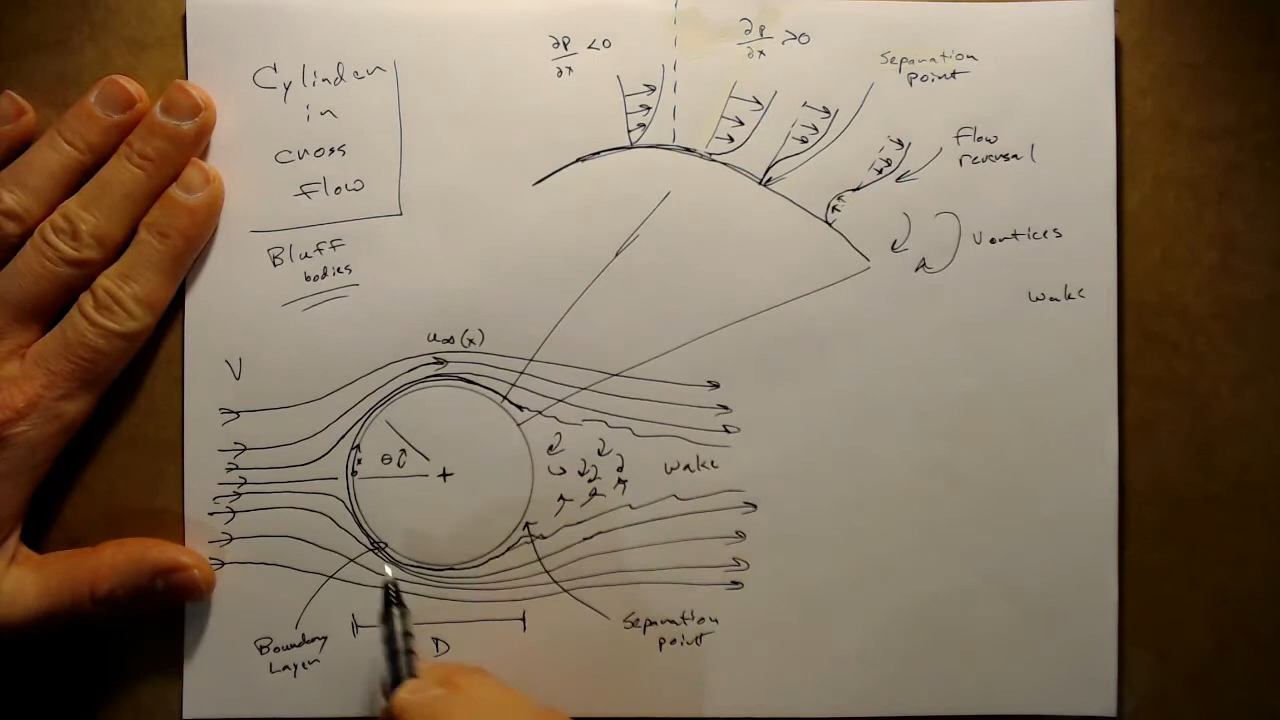 Cylinder
in
cross
flow
Bluff
bodies
∂p/∂x <0
∂p/∂x >0
Separation
point
Flow
reversal
Vortices
wake
u∞(x)
V
θ
x
wake
Boundary
Layer
D
Separation
point